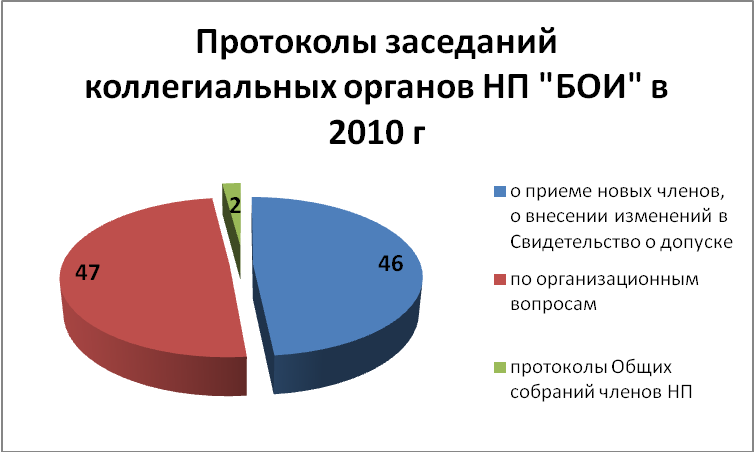 Протоколы заседаний
коллегиальных органов НП "БОИ" в
2010 г
2
47
46
о приеме новых членов,
о внесении изменений в
Свидетельство о допуске
по организационным
вопросам
протоколы Общих
собраний членов НП